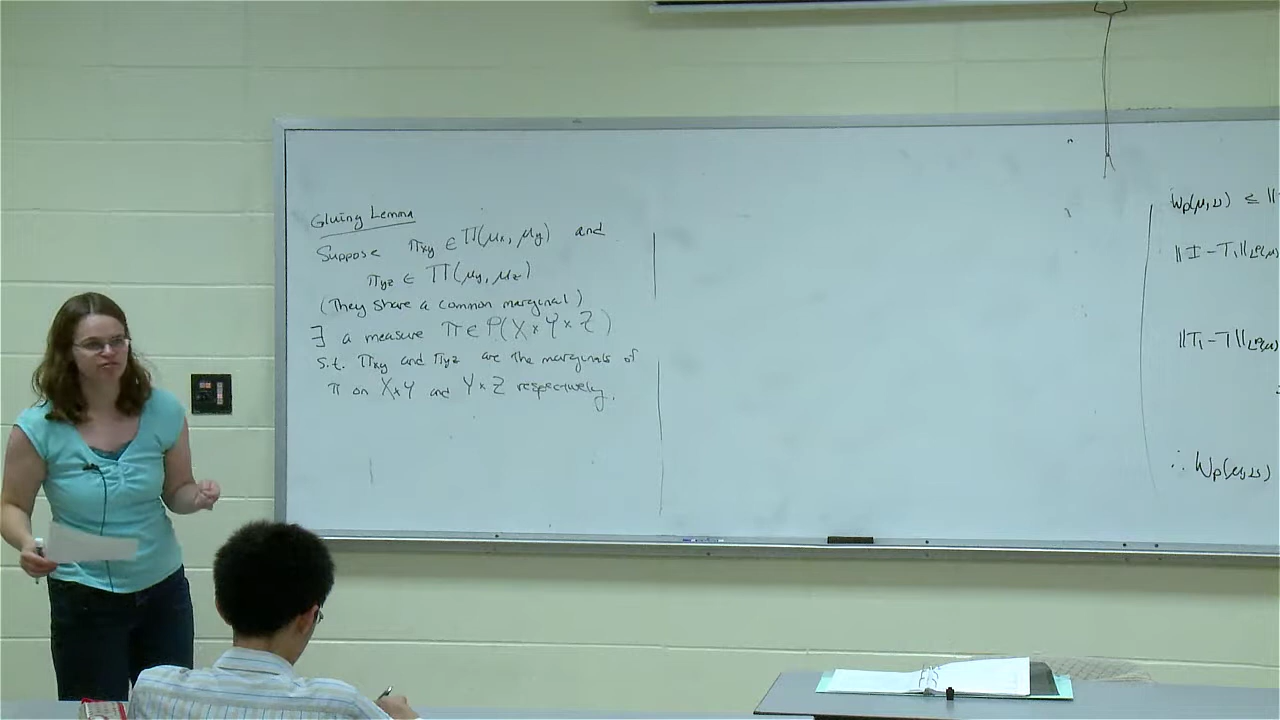 Gluing Lemma
Suppose πxy ∈ Π(μx, μy) and
πyz ∈ Π(μy, μz)
(They share a common marginal)
∃ a measure π ∈ P(X×Y×Z)
s.t. πxy and πyz are the marginals of
π on X×Y and Y×Z respectively.
Wp(μ,ν) ≤ ||
||I - T₁||
||T₁ - T||
∴ Wp(μ,ν)